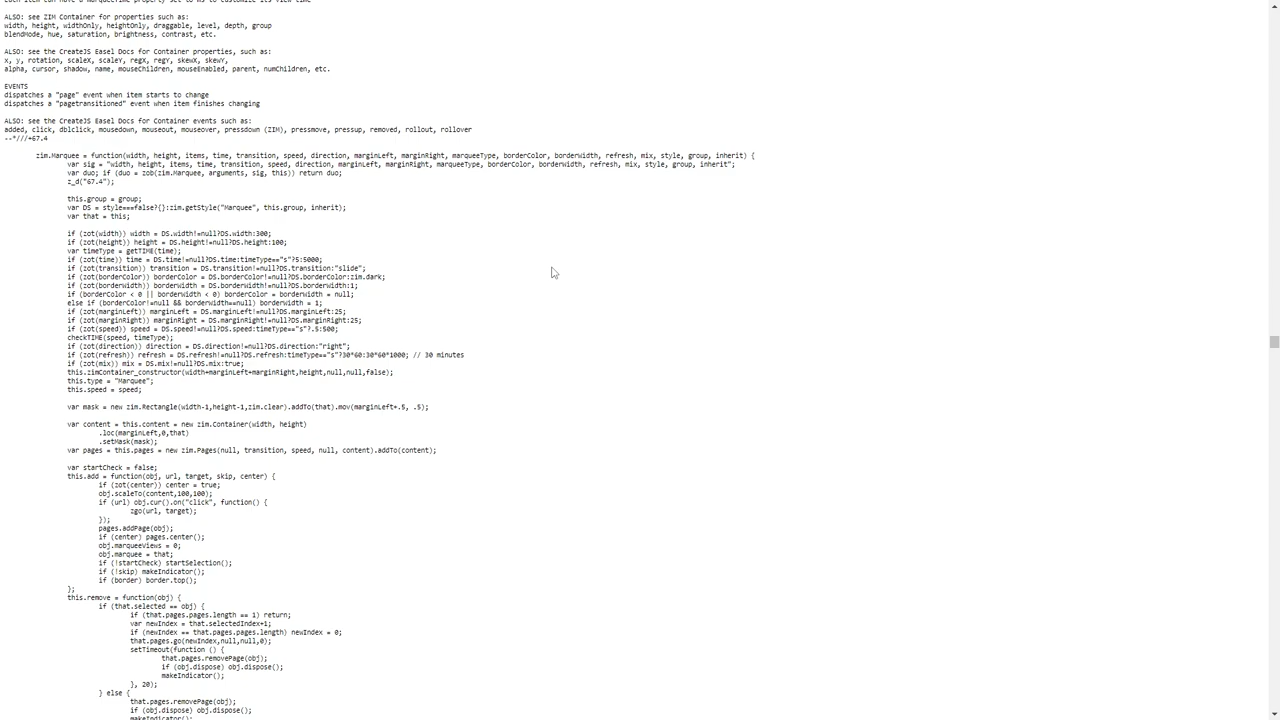 Each item can have a marqueeTime property set to ms to customize its view time
ALSO: see ZIM Container for properties such as:
width, height, widthOnly, heightOnly, draggable, level, depth, group
blendMode, hue, saturation, brightness, contrast, etc.
ALSO: see the CreateJS Easel Docs for Container properties, such as:
x, y, rotation, scaleX, scaleY, regX, regY, skewX, skewY,
alpha, cursor, shadow, name, mouseChildren, mouseEnabled, parent, numChildren, etc.
EVENTS
dispatches a "page" event when item starts to change
dispatches a "pagetransitioned" event when item finishes changing
ALSO: see the CreateJS Easel Docs for Container events such as:
added, click, dblclick, mousedown, mouseout, mouseover, pressdown (ZIM), pressmove, pressup, removed, rollout, rollover
--*///+67.4
zim.Marquee = function(width, height, items, time, transition, speed, direction, marginLeft, marginRight, marqueeType, borderColor, borderWidth, refresh, mix, style, group, inherit) {
var sig = "width, height, items, time, transition, speed, direction, marginLeft, marginRight, marqueeType, borderColor, borderWidth, refresh, mix, style, group, inherit";
var duo; if (duo = zob(zim.Marquee, arguments, sig, this)) return duo;
z_d("67.4");
this.group = group;
var DS = style===false?{}:zim.getStyle("Marquee", this.group, inherit);
var that = this;
if (zot(width)) width = DS.width!=null?DS.width:300;
if (zot(height)) height = DS.height!=null?DS.height:100;
var timeType = getTIME(time);
if (zot(time)) time = DS.time!=null?DS.time:timeType=="s"?5:5000;
if (zot(transition)) transition = DS.transition!=null?DS.transition:"slide";
if (zot(borderColor)) borderColor = DS.borderColor!=null?DS.borderColor:zim.dark;
if (zot(borderWidth)) borderWidth = DS.borderWidth!=null?DS.borderWidth:1;
if (borderColor < 0 || borderWidth < 0) borderColor = borderWidth = null;
else if (borderColor!=null && borderWidth==null) borderWidth = 1;
if (zot(marginLeft)) marginLeft = DS.marginLeft!=null?DS.marginLeft:25;
if (zot(marginRight)) marginRight = DS.marginRight!=null?DS.marginRight:25;
if (zot(speed)) speed = DS.speed!=null?DS.speed:timeType=="s"?.5:500;
checkTIME(speed, timeType);
if (zot(direction)) direction = DS.direction!=null?DS.direction:"right";
if (zot(refresh)) refresh = DS.refresh!=null?DS.refresh:timeType=="s"?30*60:30*60*1000; // 30 minutes
if (zot(mix)) mix = DS.mix!=null?DS.mix:true;
this.zimContainer_constructor(width+marginLeft+marginRight,height,null,null,false);
this.type = "Marquee";
this.speed = speed;
var mask = new zim.Rectangle(width-1,height-1,zim.clear).addTo(that).mov(marginLeft+.5, .5);
var content = this.content = new zim.Container(width, height)
.loc(marginLeft,0,that)
.setMask(mask);
var pages = this.pages = new zim.Pages(null, transition, speed, null, content).addTo(content);
var startCheck = false;
this.add = function(obj, url, target, skip, center) {
if (zot(center)) center = true;
obj.scaleTo(content,100,100);
if (url) obj.cur().on("click", function() {
zgo(url, target);
});
pages.addPage(obj);
if (center) pages.center();
obj.marqueeViews = 0;
obj.marquee = that;
if (!startCheck) startSelection();
if (!skip) makeIndicator();
if (border) border.top();
};
this.remove = function(obj) {
if (that.selected == obj) {
if (that.pages.pages.length == 1) return;
var newIndex = that.selectedIndex+1;
if (newIndex == that.pages.pages.length) newIndex = 0;
that.pages.go(newIndex,null,null,0);
setTimeout(function () {
that.pages.removePage(obj);
if (obj.dispose) obj.dispose();
makeIndicator();
}, 20);
} else {
that.pages.removePage(obj);
if (obj.dispose) obj.dispose();
makeIndicator();